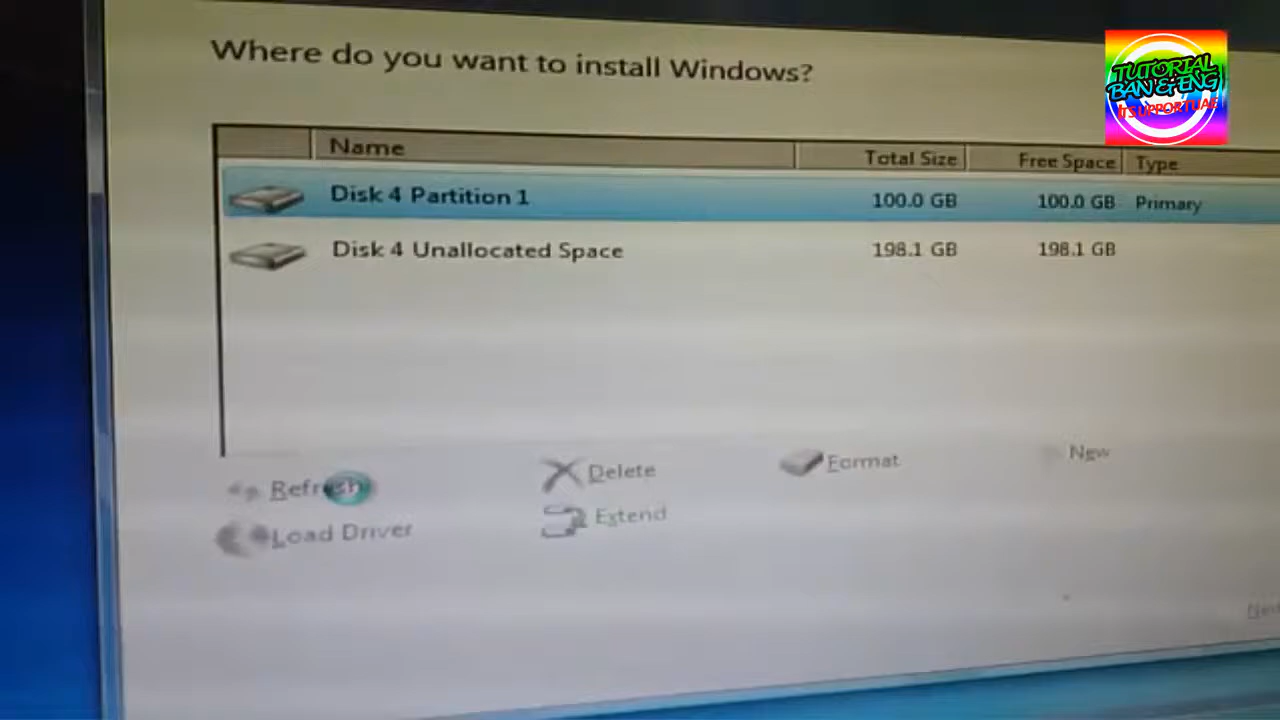 Where do you want to install Windows?
TUTORIAL
BAN & ENG
ITSUPPORTUAE
Name Total Size Free Space Type
Disk 4 Partition 1 100.0 GB 100.0 GB Primary
Disk 4 Unallocated Space 198.1 GB 198.1 GB
Refresh Delete Format New
Load Driver Extend